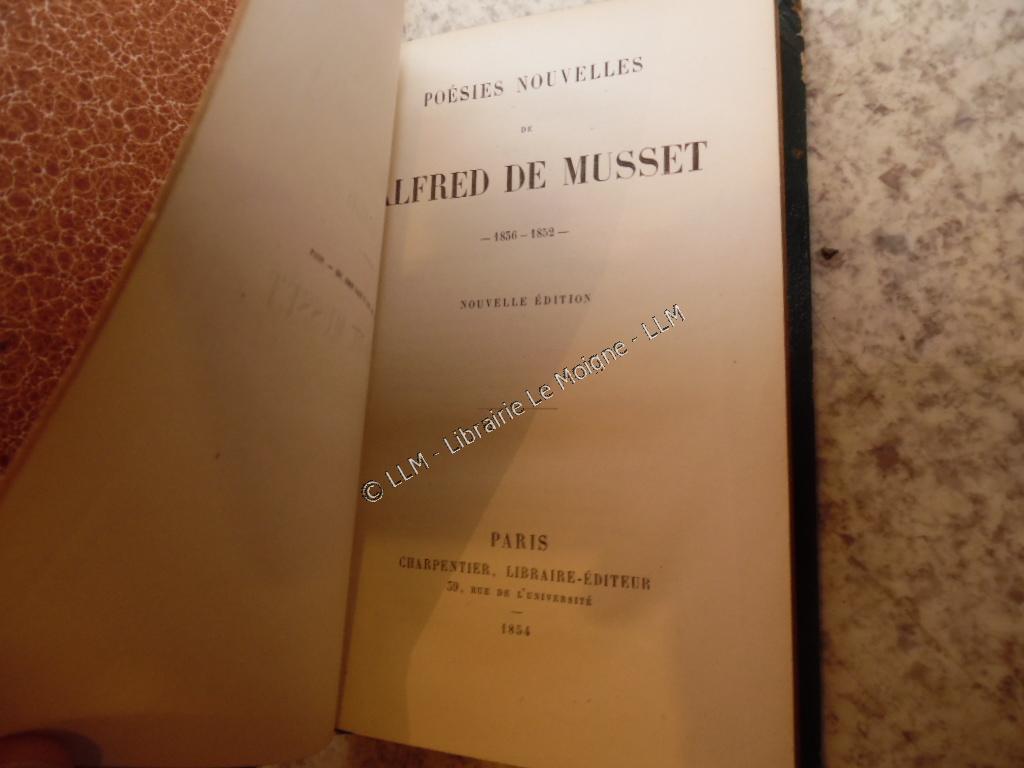 POÉSIES NOUVELLES
DE
ALFRED DE MUSSET
— 1836 – 1852 —
NOUVELLE ÉDITION
© LLM - Librairie Le Moigne - LLM
PARIS
CHARPENTIER, LIBRAIRE-ÉDITEUR
39, RUE DE L'UNIVERSITÉ
1854